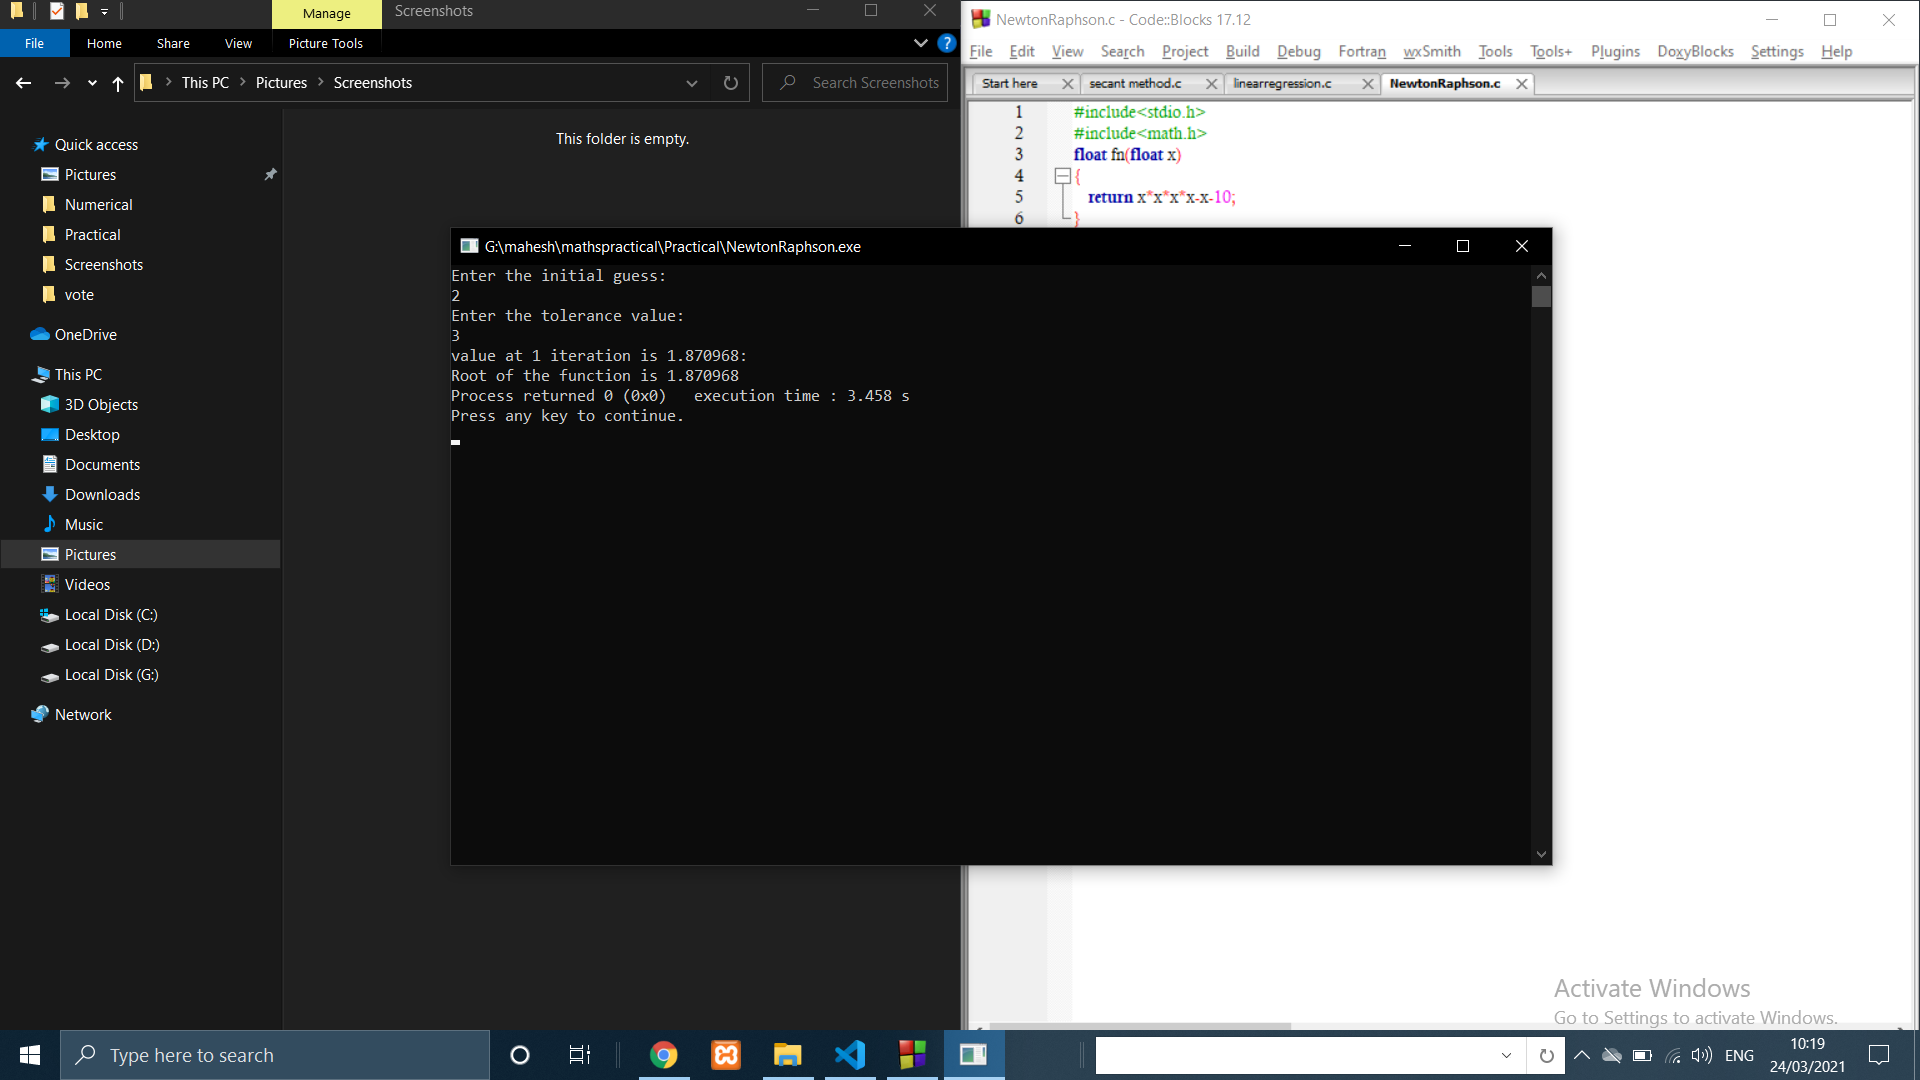 Manage
Screenshots
File
Home
Share
View
Picture Tools
This PC
Pictures
Screenshots
Search Screenshots
This folder is empty.
Quick access
Pictures
Numerical
Practical
Screenshots
vote
OneDrive
This PC
3D Objects
Desktop
Documents
Downloads
Music
Pictures
Videos
Local Disk (C:)
Local Disk (D:)
Local Disk (G:)
Network
NewtonRaphson.c - Code::Blocks 17.12
File Edit View Search Project Build Debug Fortran wxSmith Tools Tools+ Plugins DoxyBlocks Settings Help
Start here
secant method.c
linearregression.c
NewtonRaphson.c
1 #include<stdio.h>
2 #include<math.h>
3 float fn(float x)
4 {
5 return x*x*x*x-x-10;
6 }
G:\mahesh\mathspractical\Practical\NewtonRaphson.exe
Enter the initial guess:
2
Enter the tolerance value:
3
value at 1 iteration is 1.870968:
Root of the function is 1.870968
Process returned 0 (0x0)   execution time : 3.458 s
Press any key to continue.
Activate Windows
Go to Settings to activate Windows.
Type here to search
ENG
10:19
24/03/2021